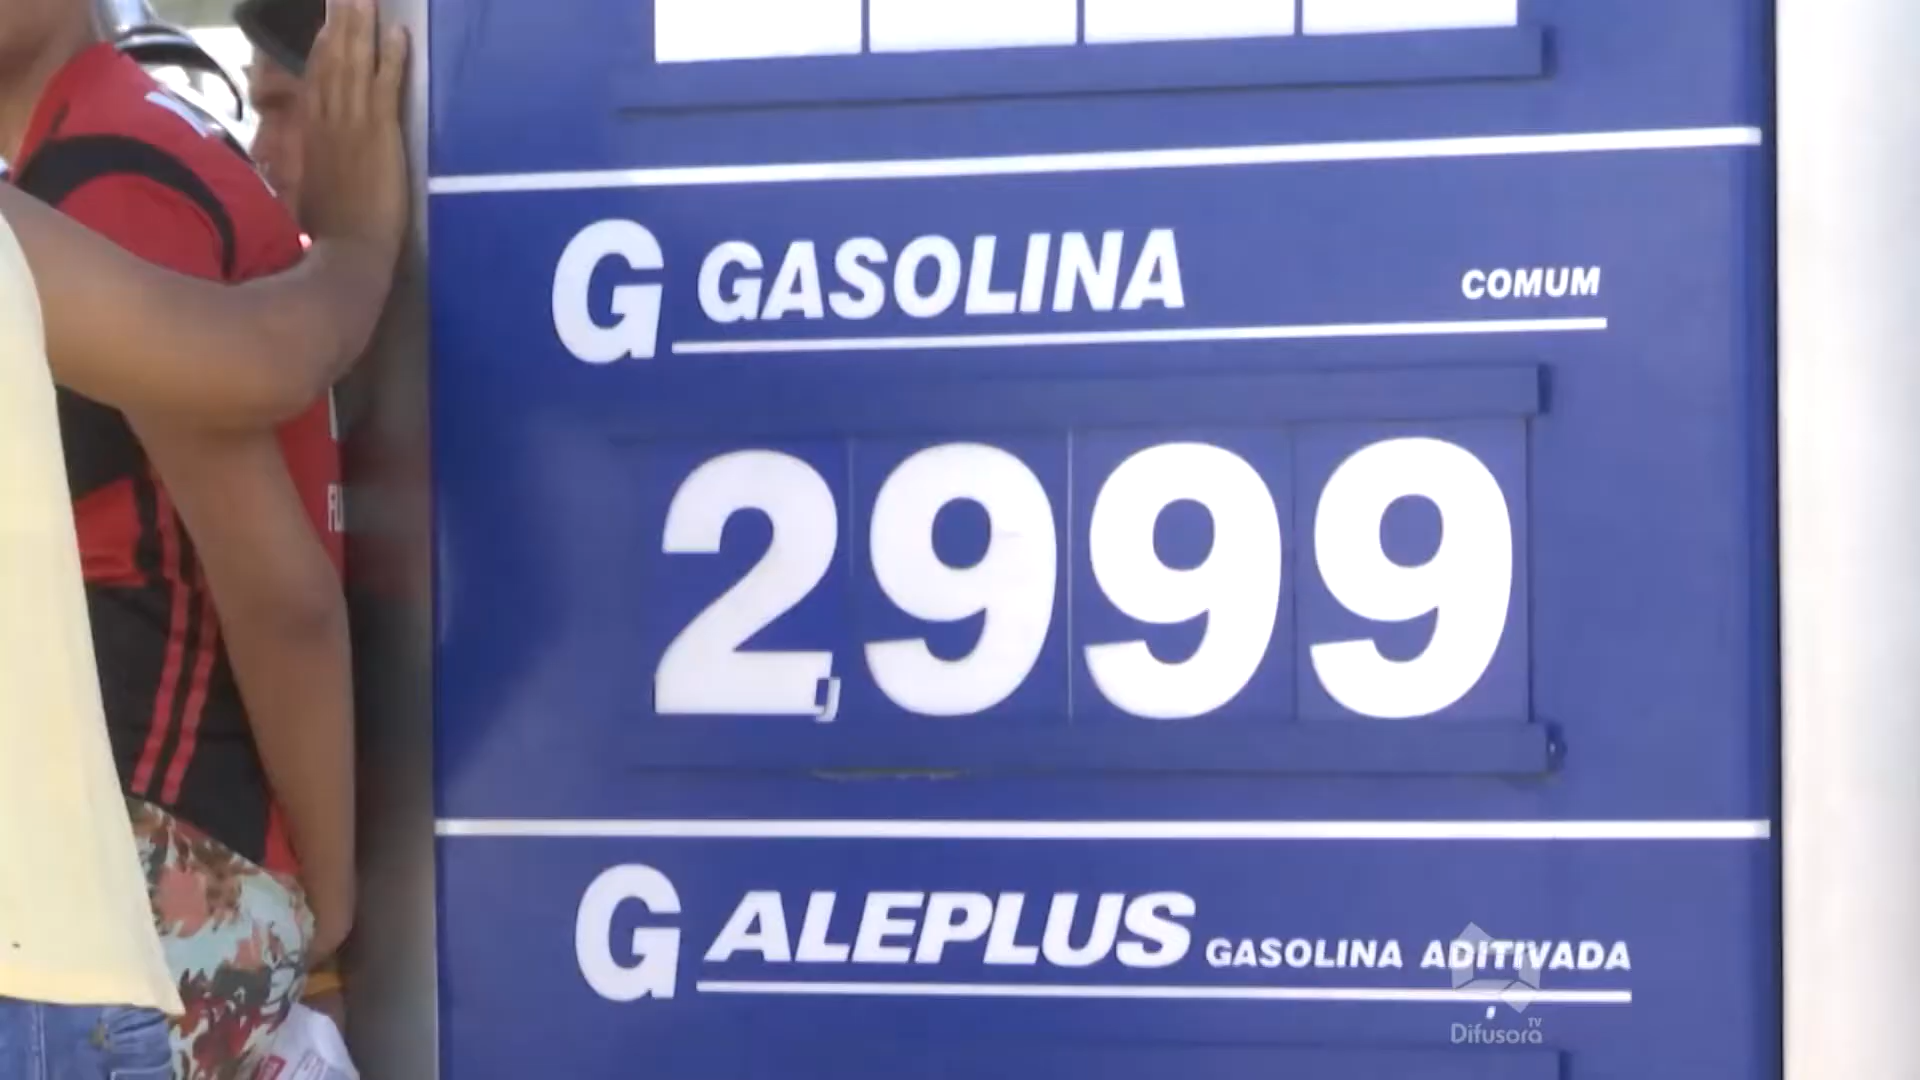 G GASOLINA COMUM
2,999
G ALEPLUS GASOLINA ADITIVADA
TV
Difusora